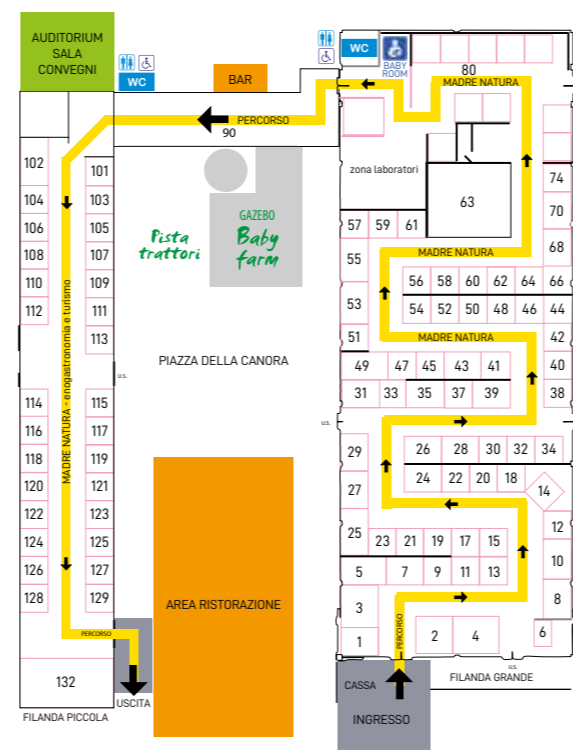 AUDITORIUM
SALA
CONVEGNI
WC
BAR
WC
BABY
ROOM
80
MADRE NATURA
PERCORSO
90
zona laboratori
63
74
70
68
102
101
104
103
106
105
108
107
110
109
112
111
113
GAZEBO
Baby
farm
Pista
trattori
57 59 61
MADRE NATURA
55
56 58 60 62 64 66
53
54 52 50 48 46 44
51
MADRE NATURA
42
49 47 45 43 41
40
31 33 35 37 39
38
PIAZZA DELLA CANORA
u.s.
MADRE NATURA - enogastronomia e turismo
114
115
116
117
118
119
120
121
122
123
124
125
126
127
128
129
u.s.
29
26 28 30 32 34
27
24 22 20 18
14
25
23 21 19 17 15
12
5 7 9 11 13
10
3
8
1
2 4
6
PERCORSO
AREA RISTORAZIONE
PERCORSO
132
USCITA
FILANDA PICCOLA
u.s.
CASSA
FILANDA GRANDE
INGRESSO